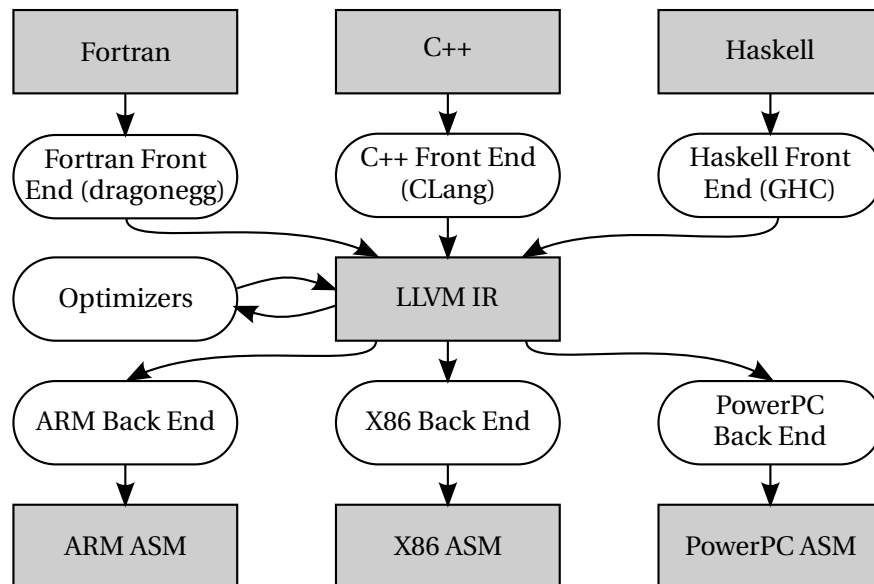 Fortran
C++
Haskell
Fortran Front
End (dragonegg)
C++ Front End
(CLang)
Haskell Front
End (GHC)
Optimizers
LLVM IR
ARM Back End
X86 Back End
PowerPC
Back End
ARM ASM
X86 ASM
PowerPC ASM